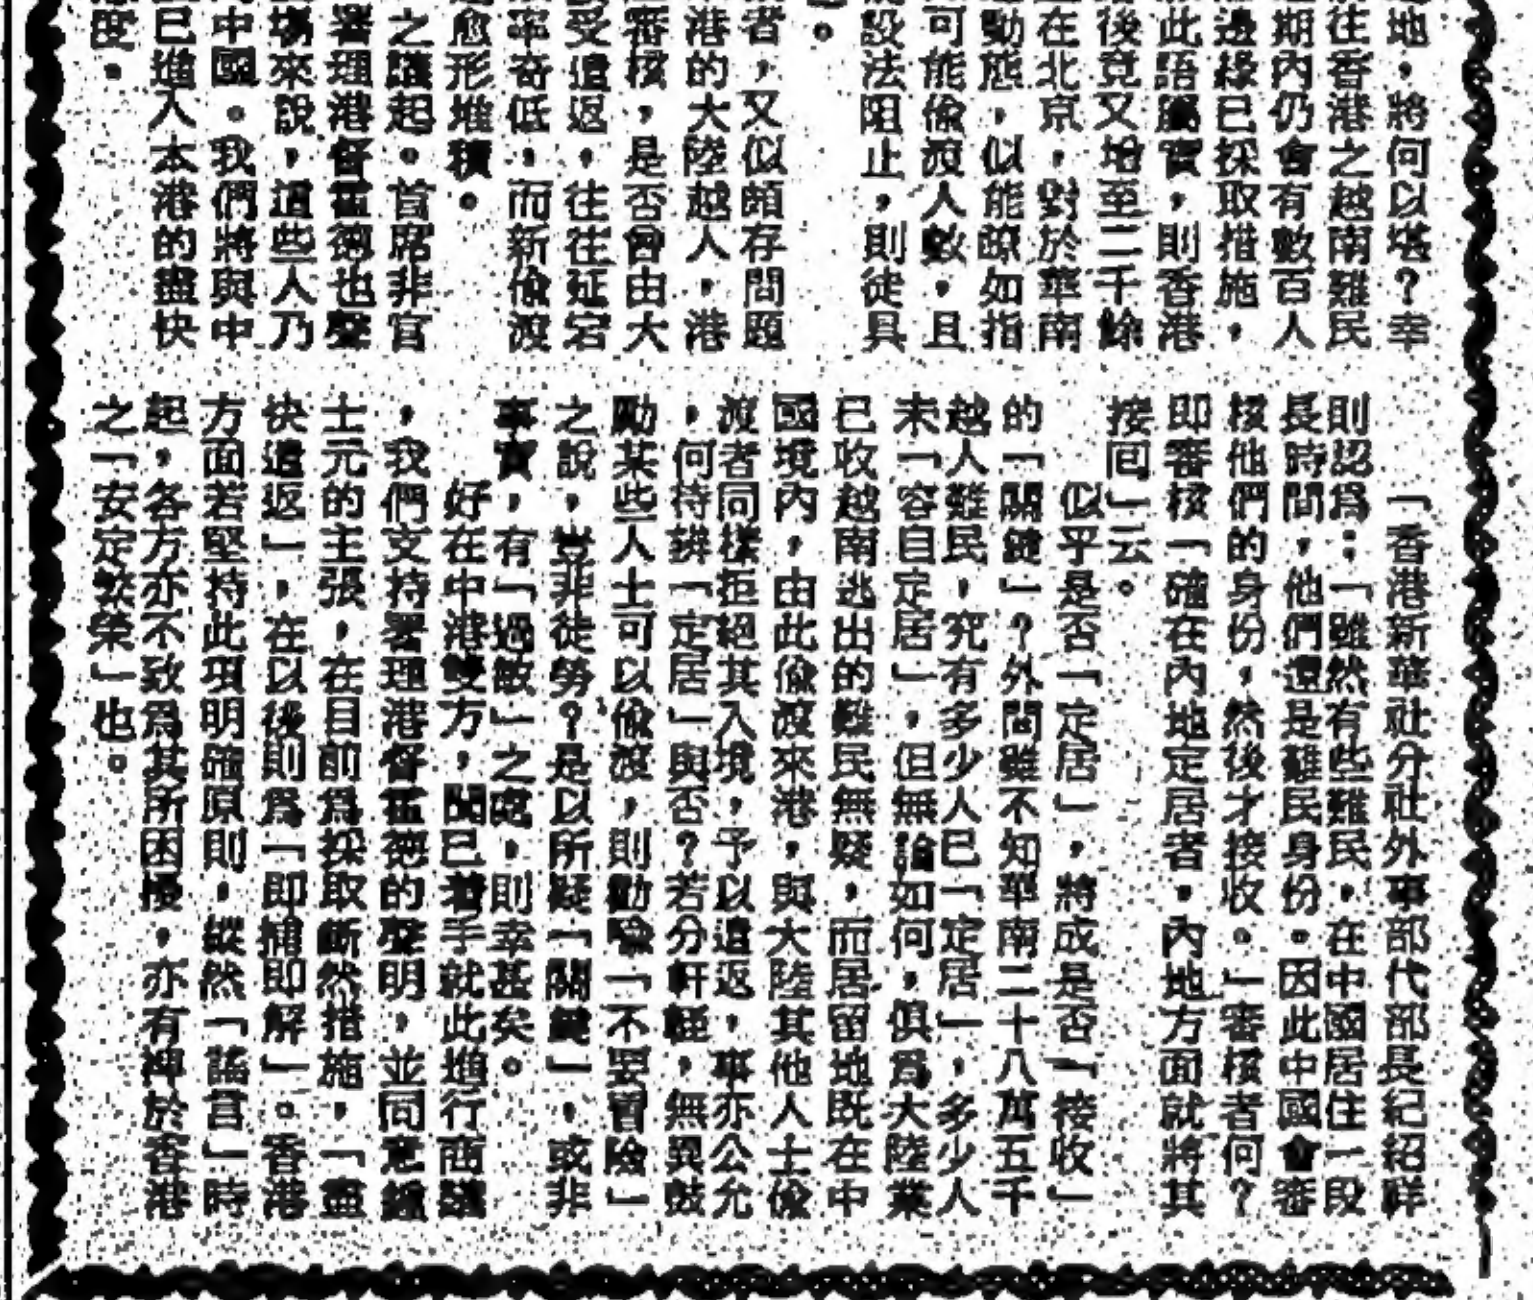 地，將何以堪？幸
往香港之越南難民
期內仍會有數百人
邊緣已採取措施，
此語屬實，則香港
後竟又增至二千餘
在北京，對於華南
動態，似能瞭如指
可能偷渡人數，且
設法阻止，則徒具
。
者，又似頗存問題
港的大陸越人，港
審核，是否曾由大
受遣返，往往延宕
率奇低，而新偷渡
愈形堆積。
之議起。首席非官
署理港督霍德也聲
場來說，這些人乃
中國。我們將與中
已進入本港的盡快
度。
「香港新華社分社外事部代部長紀紹祥
則認爲：「雖然有些難民，在中國居住一段
長時間，他們還是難民身份。因此中國會審
核他們的身份，然後才接收。」審核者何？
即審核「確在內地定居者，內地方面就將其
接回」云。
似乎是否「定居」，將成是否「接收」
的「關鍵」？外間雖不知華南二十八萬五千
越人難民，究有多少人已「定居」，多少人
未「容自定居」，但無論如何，俱爲大陸業
已收越南逃出的難民無疑，而居留地既在中
國境內，由此偷渡來港，與大陸其他人士偷
渡者同樣拒絕其入境，予以遣返，事亦公允
，何待辨「定居」與否？若分軒輊，無異鼓
勵某些人士可以偷渡，則勸喻「不要冒險」
之說，豈非徒勞？是以所疑「關鍵」，或非
事實，有「過敏」之處，則幸甚矣。
好在中港雙方，聞已着手就此進行商議
，我們支持署理港督霍德的聲明，並同意鍾
士元的主張，在目前爲採取斷然措施，「盡
快遣返」，在以後則爲「即捕即解」。香港
方面若堅持此項明確原則，縱然「謠言」時
起，各方亦不致爲其所困擾，亦有裨於香港
之「安定繁榮」也。